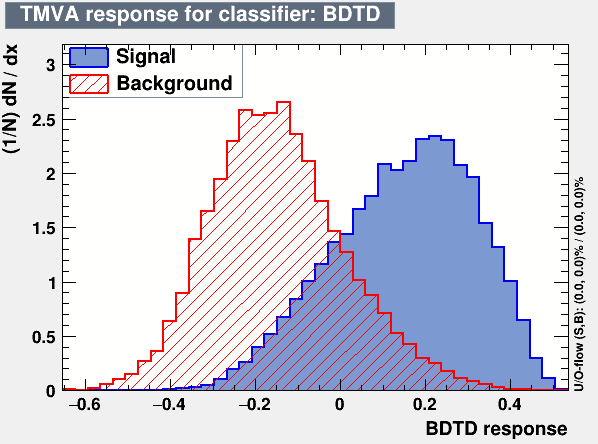 TMVA response for classifier: BDTD
(1/N) dN / dx
Signal
Background
3
2.5
2
1.5
1
0.5
0
−0.6 −0.4 −0.2 0 0.2 0.4
BDTD response
U/O-flow (S,B): (0.0, 0.0)% / (0.0, 0.0)%